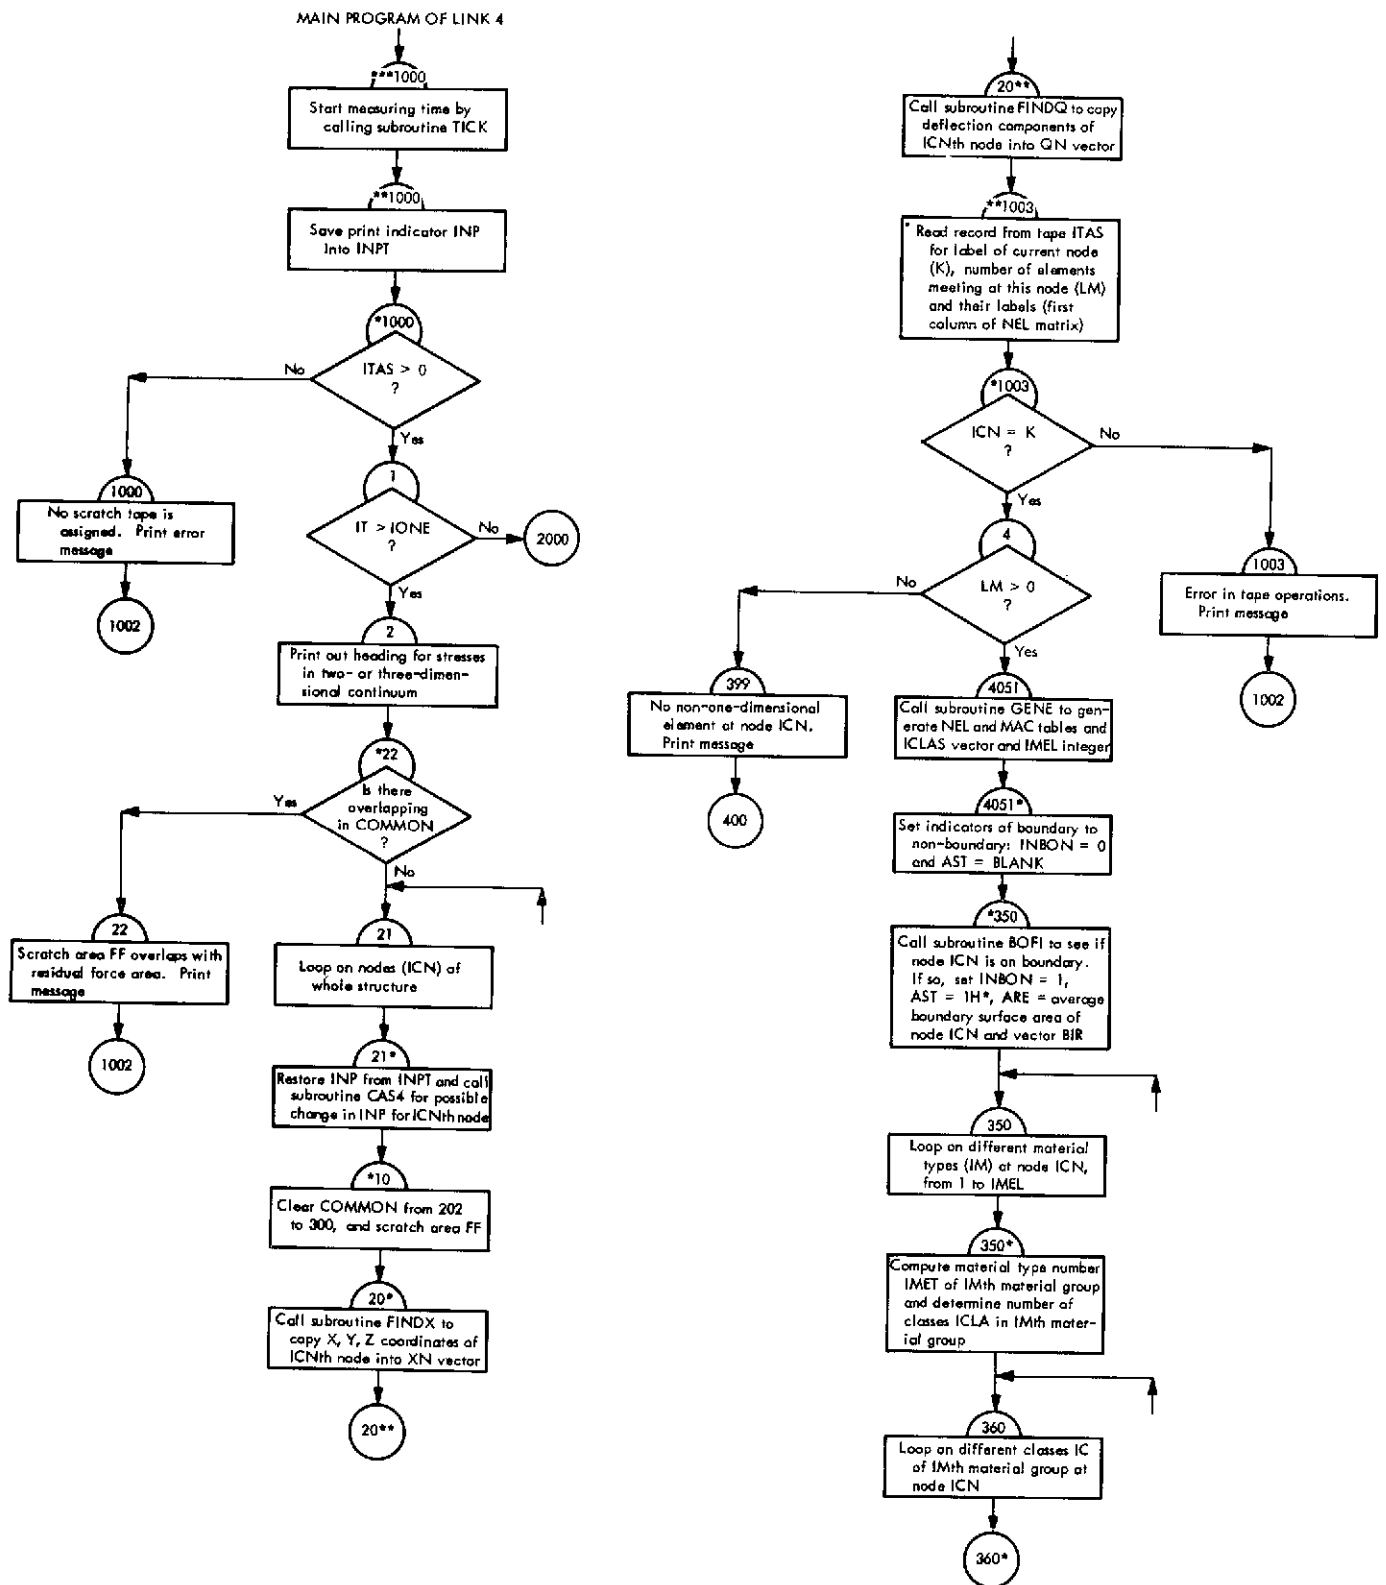 MAIN PROGRAM OF LINK 4
***1000
Start measuring time by
calling subroutine TICK
**1000
Save print indicator INP
into INPT
*1000
ITAS > 0
?
No
Yes
1000
No scratch tape is
assigned. Print error
message
1002
1
IT > IONE
?
No
2000
Yes
2
Print out heading for stresses
in two- or three-dimen-
sional continuum
*22
Is there
overlapping
in COMMON
?
Yes
No
22
Scratch area FF overlaps with
residual force area. Print
message
1002
21
Loop on nodes (ICN) of
whole structure
21*
Restore INP from INPT and call
subroutine CAS4 for possible
change in INP for ICNth node
*10
Clear COMMON from 202
to 300, and scratch area FF
20*
Call subroutine FINDX to
copy X, Y, Z coordinates of
ICNth node into XN vector
20**
20**
Call subroutine FINDQ to copy
deflection components of
ICNth node into QN vector
**1003
* Read record from tape ITAS
for label of current node
(K), number of elements
meeting at this node (LM)
and their labels (first
column of NEL matrix)
*1003
ICN = K
?
No
Yes
1003
Error in tape operations.
Print message
1002
4
LM > 0
?
No
Yes
399
No non-one-dimensional
element at node ICN.
Print message
400
4051
Call subroutine GENE to gen-
erate NEL and MAC tables and
ICLAS vector and IMEL integer
4051*
Set indicators of boundary to
non-boundary: INBON = 0
and AST = BLANK
*350
Call subroutine BOFI to see if
node ICN is on boundary.
If so, set INBON = 1,
AST = 1H*, ARE = average
boundary surface area of
node ICN and vector BIR
350
Loop on different material
types (IM) at node ICN,
from 1 to IMEL
350*
Compute material type number
IMET of IMth material group
and determine number of
classes ICLA in IMth mater-
ial group
360
Loop on different classes IC
of IMth material group at
node ICN
360*